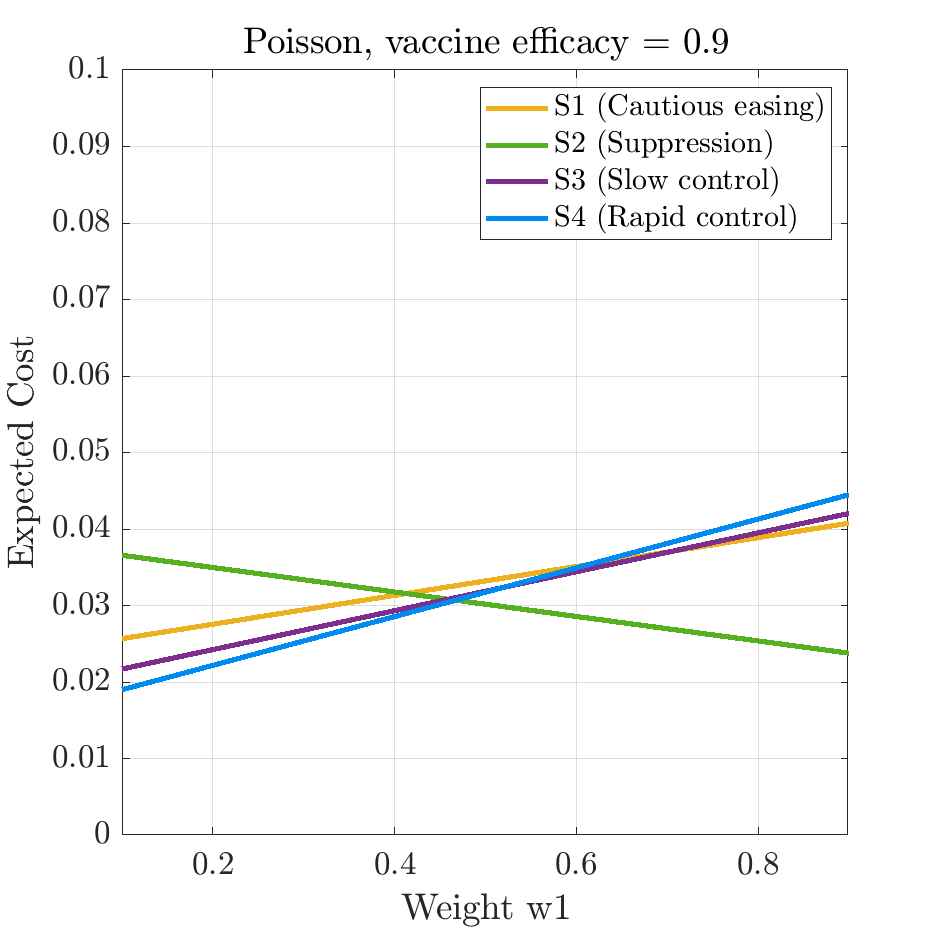 Poisson, vaccine efficacy = 0.9
0.1
0.09
0.08
0.07
0.06
0.05
0.04
0.03
0.02
0.01
0
Expected Cost
S1 (Cautious easing)
S2 (Suppression)
S3 (Slow control)
S4 (Rapid control)
0.2 0.4 0.6 0.8
Weight w1